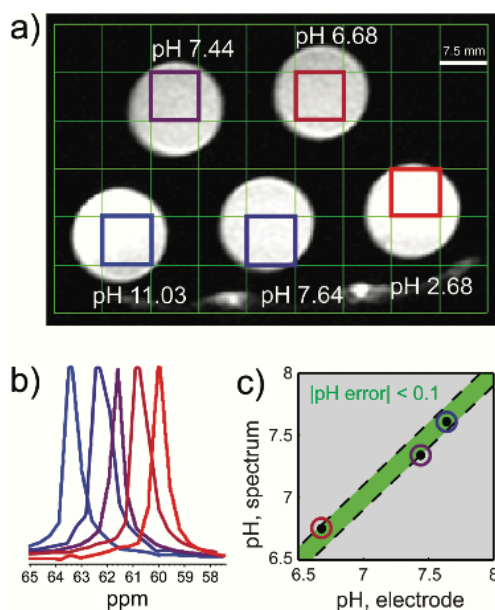 a)
pH 7.44
pH 6.68
7.5 mm
pH 11.03
pH 7.64
pH 2.68
b)
65 64 63 62 61 60 59 58
ppm
c)
|pH error| < 0.1
pH, spectrum
8
7.5
7
6.5
6.5 7 7.5 8
pH, electrode